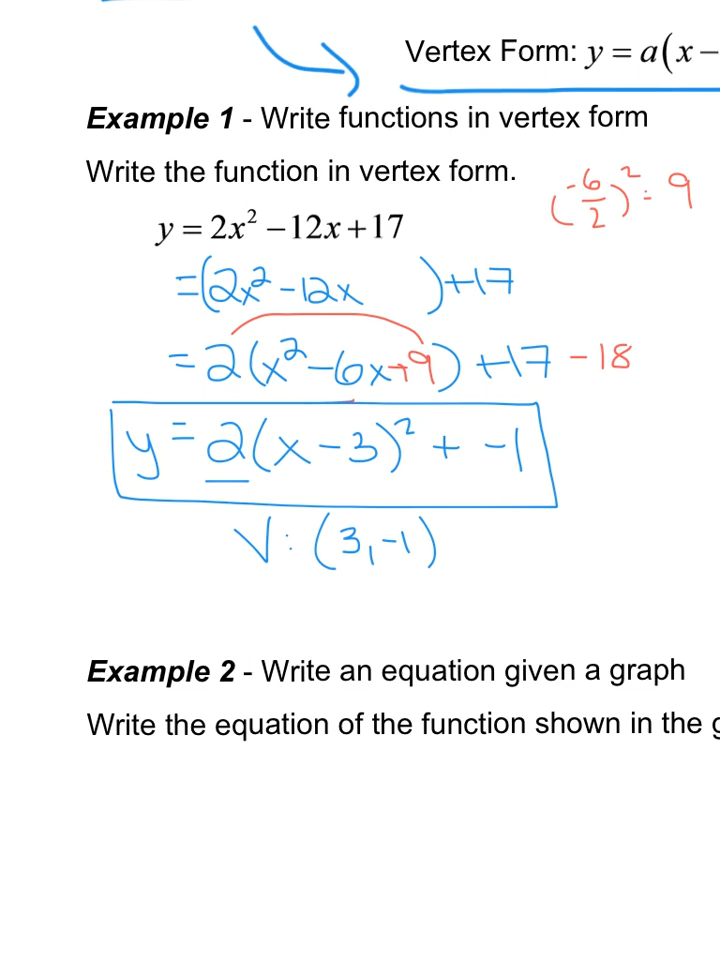 Vertex Form: y = a(x –
Example 1 - Write functions in vertex form
Write the function in vertex form.
(-6/2)² = 9
y = 2x² – 12x + 17
= (2x² - 12x      ) + 17
= 2(x² - 6x + 9) + 17 - 18
y = 2(x - 3)² + -1
V: (3, -1)
Example 2 - Write an equation given a graph
Write the equation of the function shown in the